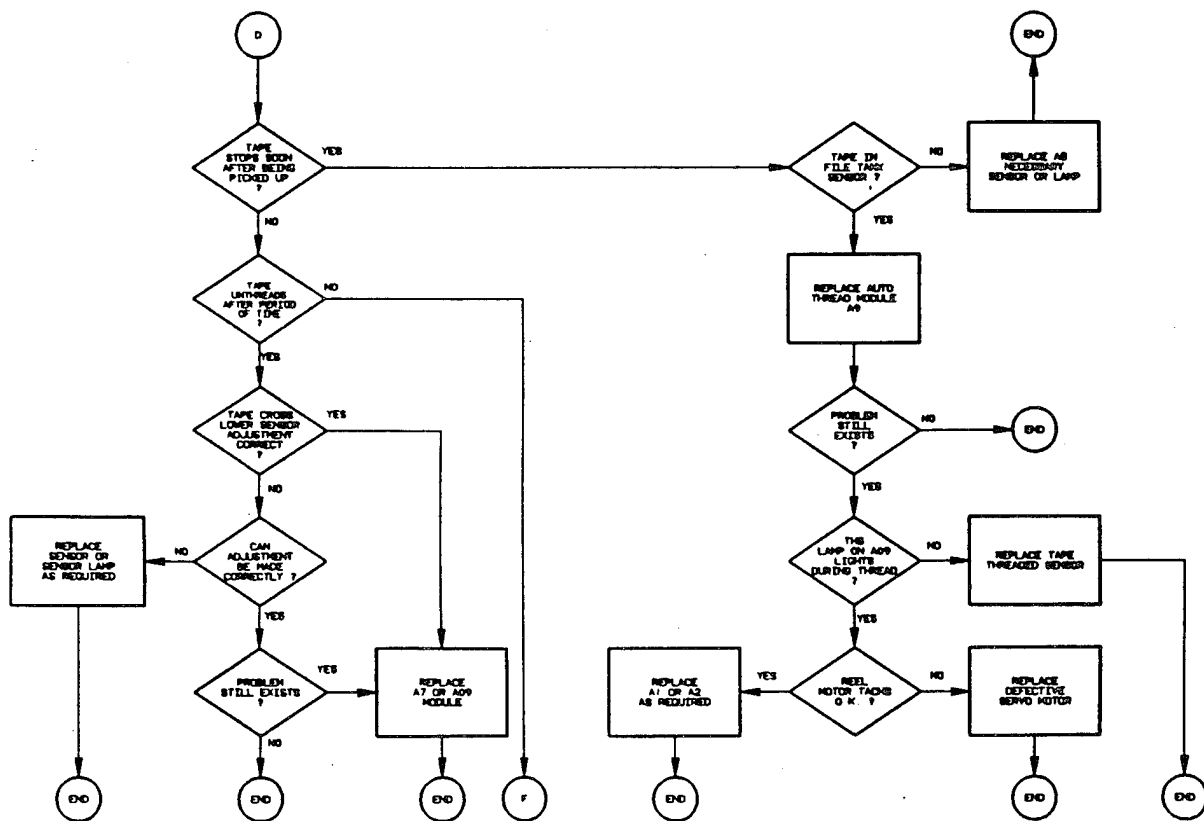 D
END
TAPE
STOPS SOON
AFTER BEING
PICKED UP
?
YES
TAPE IN
FILE TANK
SENSOR ?
NO
REPLACE AS
NECESSARY
SENSOR OR LAMP
NO
YES
TAPE
UNTHREADS
AFTER PERIOD
OF TIME
?
NO
REPLACE AUTO
THREAD MODULE
A9
YES
TAPE CROSS
LOWER SENSOR
ADJUSTMENT
CORRECT
?
YES
PROBLEM
STILL
EXISTS
?
NO
END
NO
YES
REPLACE
SENSOR OR
SENSOR LAMP
AS REQUIRED
NO
CAN
ADJUSTMENT
BE MADE
CORRECTLY ?
LAMP ON A09
LIGHTS
DURING THREAD
?
NO
REPLACE TAPE
THREADED SENSOR
YES
YES
PROBLEM
STILL EXISTS
?
YES
REPLACE
A7 OR A09
MODULE
REPLACE
A1 OR A2
AS REQUIRED
YES
REEL
MOTOR TACHS
O.K. ?
NO
REPLACE
DEFECTIVE
SERVO MOTOR
NO
END
END
END
F
END
END
END